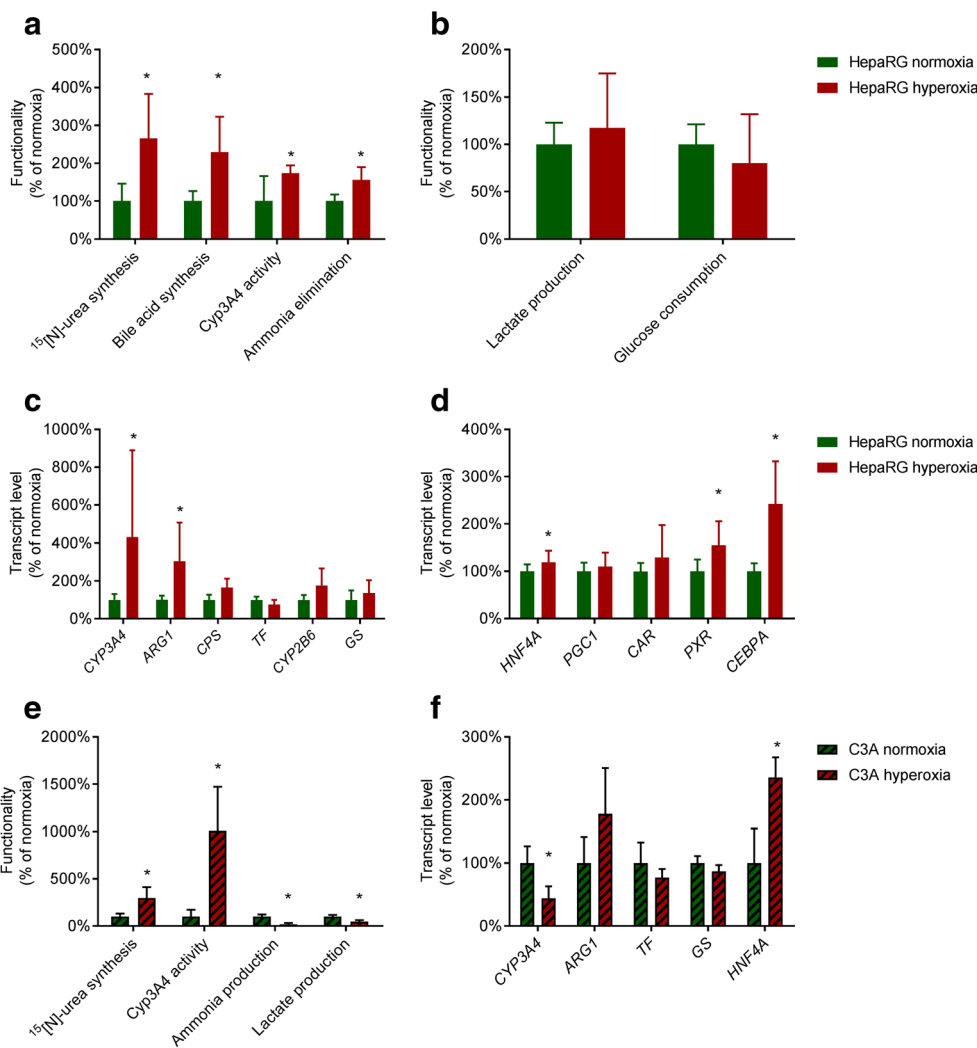 a
Functionality
(% of normoxia)
500%
400%
300%
200%
100%
0%
*
*
*
*
¹⁵[N]-urea synthesis
Bile acid synthesis
Cyp3A4 activity
Ammonia elimination
b
Functionality
(% of normoxia)
200%
150%
100%
50%
0%
Lactate production
Glucose consumption
HepaRG normoxia
HepaRG hyperoxia
c
Transcript level
(% of normoxia)
1000%
800%
600%
400%
200%
0%
*
*
CYP3A4
ARG1
CPS
TF
CYP2B6
GS
d
Transcript level
(% of normoxia)
400%
300%
200%
100%
0%
*
*
*
HNF4A
PGC1
CAR
PXR
CEBPA
HepaRG normoxia
HepaRG hyperoxia
e
Functionality
(% of normoxia)
2000%
1500%
1000%
500%
0%
*
*
*
*
¹⁵[N]-urea synthesis
Cyp3A4 activity
Ammonia production
Lactate production
f
Transcript level
(% of normoxia)
300%
200%
100%
0%
*
*
CYP3A4
ARG1
TF
GS
HNF4A
C3A normoxia
C3A hyperoxia